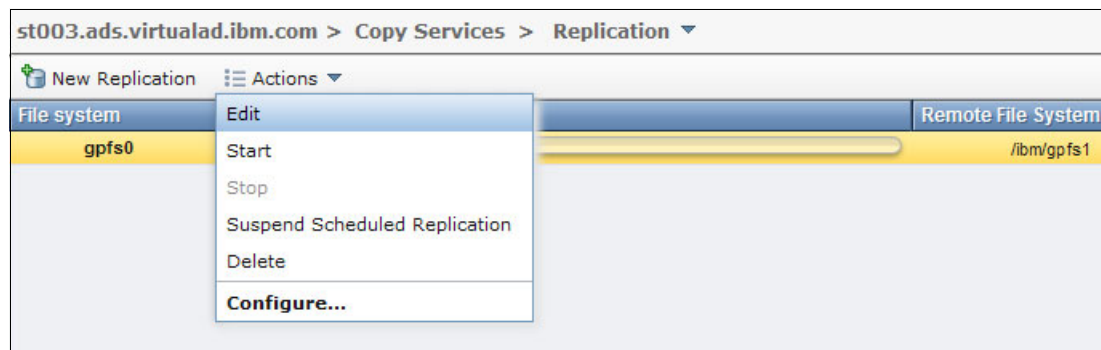 st003.ads.virtualad.ibm.com > Copy Services > Replication
New Replication Actions
File system Remote File System
gpfs0 /ibm/gpfs1
Edit
Start
Stop
Suspend Scheduled Replication
Delete
Configure...